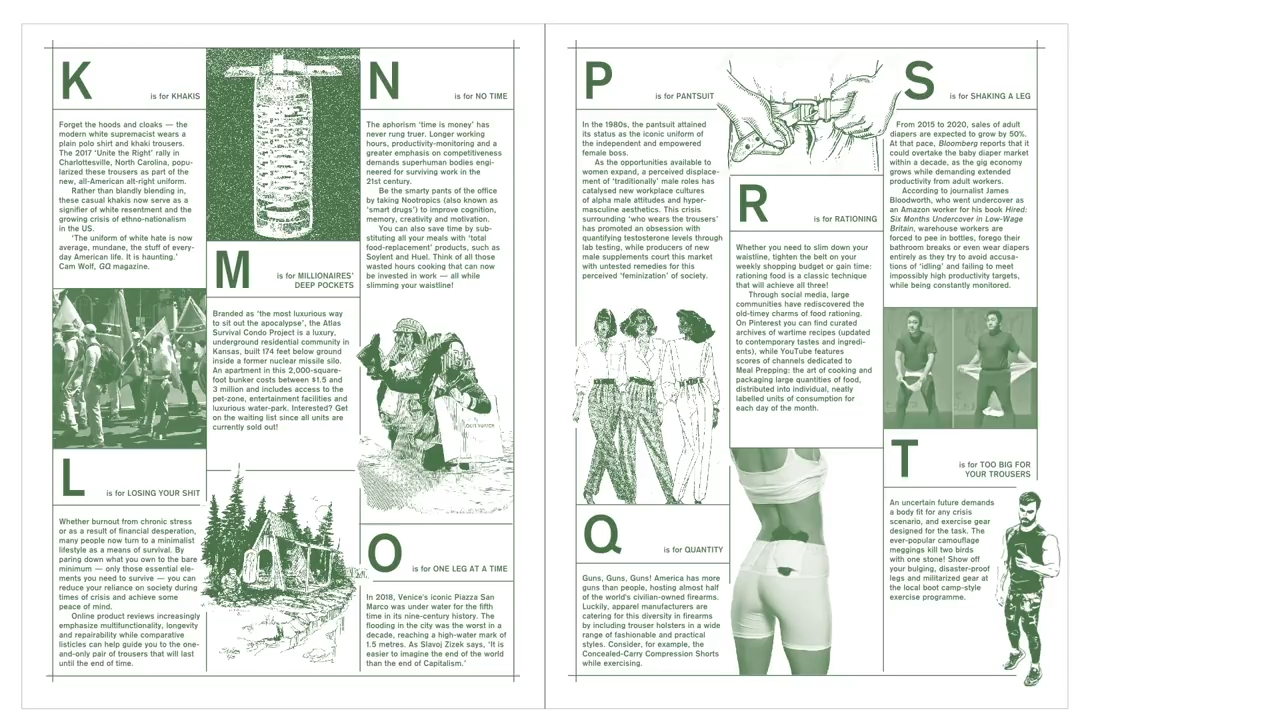 K
is for KHAKIS
Forget the hoods and cloaks — the
modern white supremacist wears a
plain polo shirt and khaki trousers.
The 2017 ‘Unite the Right’ rally in
Charlottesville, North Carolina, popu-
larized these trousers as part of the
new, all-American alt-right uniform.
Rather than blandly blending in,
these casual khakis now serve as a
signifier of white resentment and the
growing crisis of ethno-nationalism
in the US.
‘The uniform of white hate is now
average, mundane, the stuff of every-
day American life. It is haunting.’
Cam Wolf, GQ magazine.
L
is for LOSING YOUR SHIT
Whether burnout from chronic stress
or as a result of financial desperation,
many people now turn to a minimalist
lifestyle as a means of survival. By
paring down what you own to the bare
minimum — only those essential ele-
ments you need to survive — you can
reduce your reliance on society during
times of crisis and achieve some
peace of mind.
Online product reviews increasingly
emphasize multifunctionality, longevity
and repairability while comparative
listicles can help guide you to the one-
and-only pair of trousers that will last
until the end of time.
M
is for MILLIONAIRES’
DEEP POCKETS
Branded as ‘the most luxurious way
to sit out the apocalypse’, the Atlas
Survival Condo Project is a luxury,
underground residential community in
Kansas, built 174 feet below ground
inside a former nuclear missile silo.
An apartment in this 2,000-square-
foot bunker costs between $1.5 and
3 million and includes access to the
pet-zone, entertainment facilities and
luxurious water-park. Interested? Get
on the waiting list since all units are
currently sold out!
N
is for NO TIME
The aphorism ‘time is money’ has
never rung truer. Longer working
hours, productivity-monitoring and a
greater emphasis on competitiveness
demands superhuman bodies engi-
neered for surviving work in the
21st century.
Be the smarty pants of the office
by taking Nootropics (also known as
‘smart drugs’) to improve cognition,
memory, creativity and motivation.
You can also save time by sub-
stituting all your meals with ‘total
food-replacement’ products, such as
Soylent and Huel. Think of all those
wasted hours cooking that can now
be invested in work — all while
slimming your waistline!
O
is for ONE LEG AT A TIME
In 2018, Venice’s iconic Piazza San
Marco was under water for the fifth
time in its nine-century history. The
flooding in the city was the worst in a
decade, reaching a high-water mark of
1.5 metres. As Slavoj Zizek says, ‘It is
easier to imagine the end of the world
than the end of Capitalism.’
P
is for PANTSUIT
In the 1980s, the pantsuit attained
its status as the iconic uniform of
the independent and empowered
female boss.
As the opportunities available to
women expand, a perceived displace-
ment of ‘traditionally’ male roles has
catalysed new workplace cultures
of alpha male attitudes and hyper-
masculine aesthetics. This crisis
surrounding ‘who wears the trousers’
has promoted an obsession with
quantifying testosterone levels through
lab testing, while producers of new
male supplements court this market
with untested remedies for this
perceived ‘feminization’ of society.
Q
is for QUANTITY
Guns, Guns, Guns! America has more
guns than people, hosting almost half
of the world’s civilian-owned firearms.
Luckily, apparel manufacturers are
catering for this diversity in firearms
by including trouser holsters in a wide
range of fashionable and practical
styles. Consider, for example, the
Concealed-Carry Compression Shorts
while exercising.
R
is for RATIONING
Whether you need to slim down your
waistline, tighten the belt on your
weekly shopping budget or gain time:
rationing food is a classic technique
that will achieve all three!
Through social media, large
communities have rediscovered the
old-timey charms of food rationing.
On Pinterest you can find curated
archives of wartime recipes (updated
to contemporary tastes and ingredi-
ents), while YouTube features
scores of channels dedicated to
Meal Prepping: the art of cooking and
packaging large quantities of food,
distributed into individual, neatly
labelled units of consumption for
each day of the month.
S
is for SHAKING A LEG
From 2015 to 2020, sales of adult
diapers are expected to grow by 50%.
At that pace, Bloomberg reports that it
could overtake the baby diaper market
within a decade, as the gig economy
grows while demanding extended
productivity from adult workers.
According to journalist James
Bloodworth, who went undercover as
an Amazon worker for his book Hired:
Six Months Undercover in Low-Wage
Britain, warehouse workers are
forced to pee in bottles, forego their
bathroom breaks or even wear diapers
entirely as they try to avoid accusa-
tions of ‘idling’ and failing to meet
impossibly high productivity targets,
while being constantly monitored.
T
is for TOO BIG FOR
YOUR TROUSERS
An uncertain future demands
a body fit for any crisis
scenario, and exercise gear
designed for the task. The
ever-popular camouflage
meggings kill two birds
with one stone! Show off
your bulging, disaster-proof
legs and militarized gear at
the local boot camp-style
exercise programme.